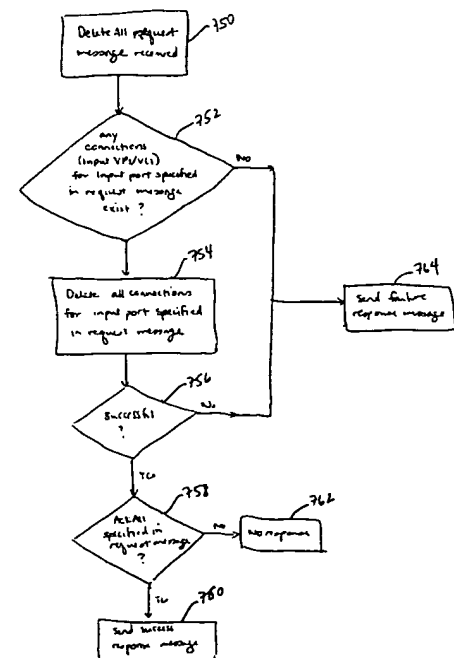 750
Delete All request
message received
752
any
connections
(Input VPI/VCI)
for input port specified
in request message
exist ?
No
754
Delete all connections
for input port specified
in request message
764
Send failure
response message
756
Successful
?
No
Yes
758
AckAll
specified in
request message
?
No
762
No response
Yes
760
Send success
response message